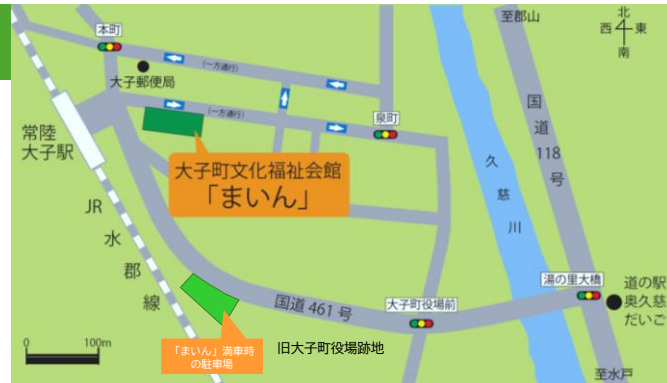 至郡山
北
西 東
南
本町
大子郵便局
(一方通行)
(一方通行)
泉町
常陸
大子駅
大子町文化福祉会館
「まいん」
国道118号
久慈川
JR水郡線
国道 461 号
大子町役場前
湯の里大橋
道の駅
奥久慈
だいご
「まいん」満車時
の駐車場
旧大子町役場跡地
0 100m
至水戸